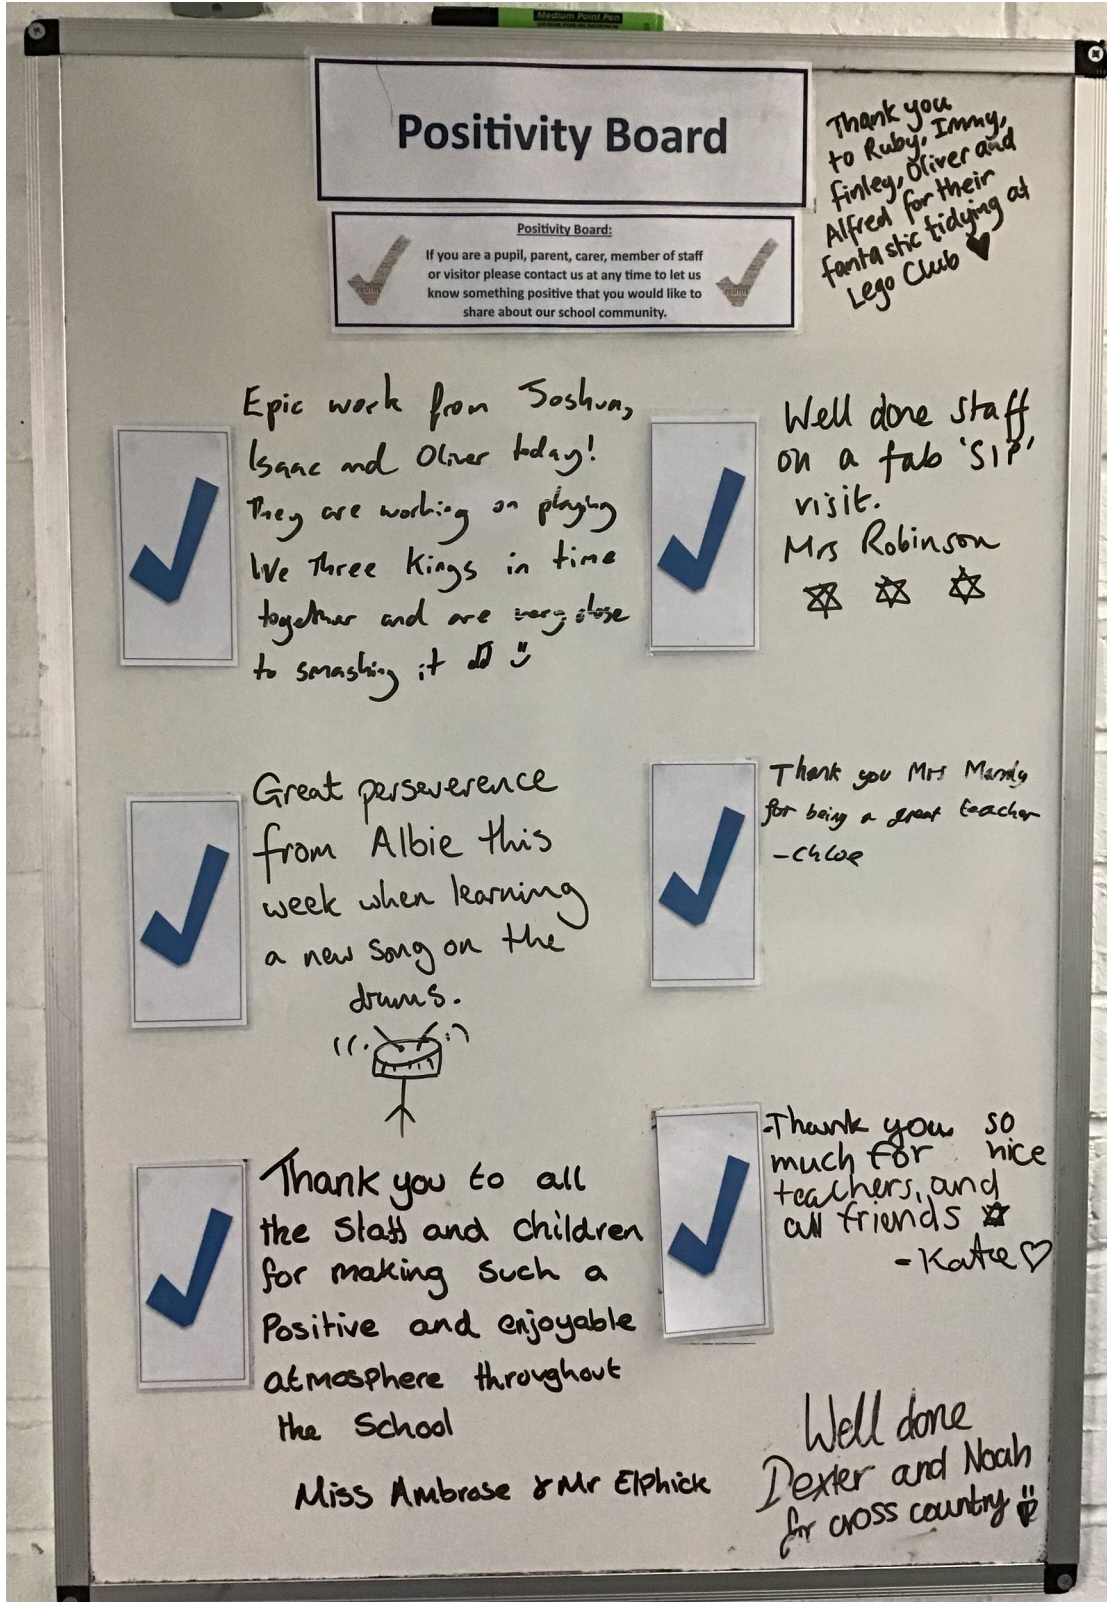 Medium Point Pen
Positivity Board
Positivity Board:
If you are a pupil, parent, carer, member of staff
or visitor please contact us at any time to let us
know something positive that you would like to
share about our school community.
Thank you
to Ruby, Immy,
Finley, Oliver and
Alfred for their
fantastic tidying at
Lego Club
Epic work from Joshua,
Isaac and Oliver today!
They are working on playing
We Three Kings in time
together and are very close
to smashing it
Well done staff
on a fab 'SIP'
visit.
Mrs Robinson
Great perseverence
from Albie this
week when learning
a new song on the
drums.
Thank you Mrs
for being a great teacher
-Chloe
Thank you to all
the Staff and children
for making Such a
Positive and enjoyable
atmosphere throughout
the School
Miss Ambrose & Mr Elphick
Thank you so
much for nice
teachers, and
all friends
- Katie
Well done
Dexter and Noah
for cross country